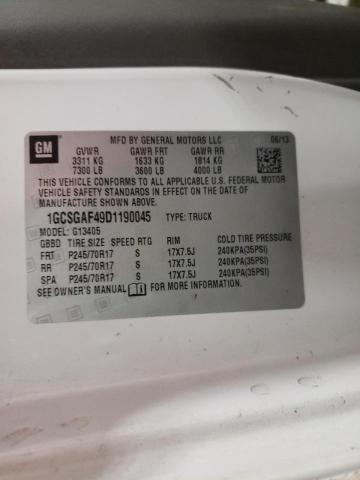 GM
MFD BY GENERAL MOTORS LLC 06/13
GVWR GAWR FRT GAWR RR
3311 KG 1633 KG 1814 KG
7300 LB 3600 LB 4000 LB
THIS VEHICLE CONFORMS TO ALL APPLICABLE U.S. FEDERAL MOTOR
VEHICLE SAFETY STANDARDS IN EFFECT ON THE DATE OF
MANUFACTURE SHOWN ABOVE.
1GCSGAF49D1190045 TYPE: TRUCK
MODEL: G13405
GBBD TIRE SIZE SPEED RTG RIM COLD TIRE PRESSURE
FRT P245/70R17 S 17X7.5J 240KPA(35PSI)
RR P245/70R17 S 17X7.5J 240KPA(35PSI)
SPA P245/70R17 S 17X7.5J 240KPA(35PSI)
SEE OWNER'S MANUAL FOR MORE INFORMATION